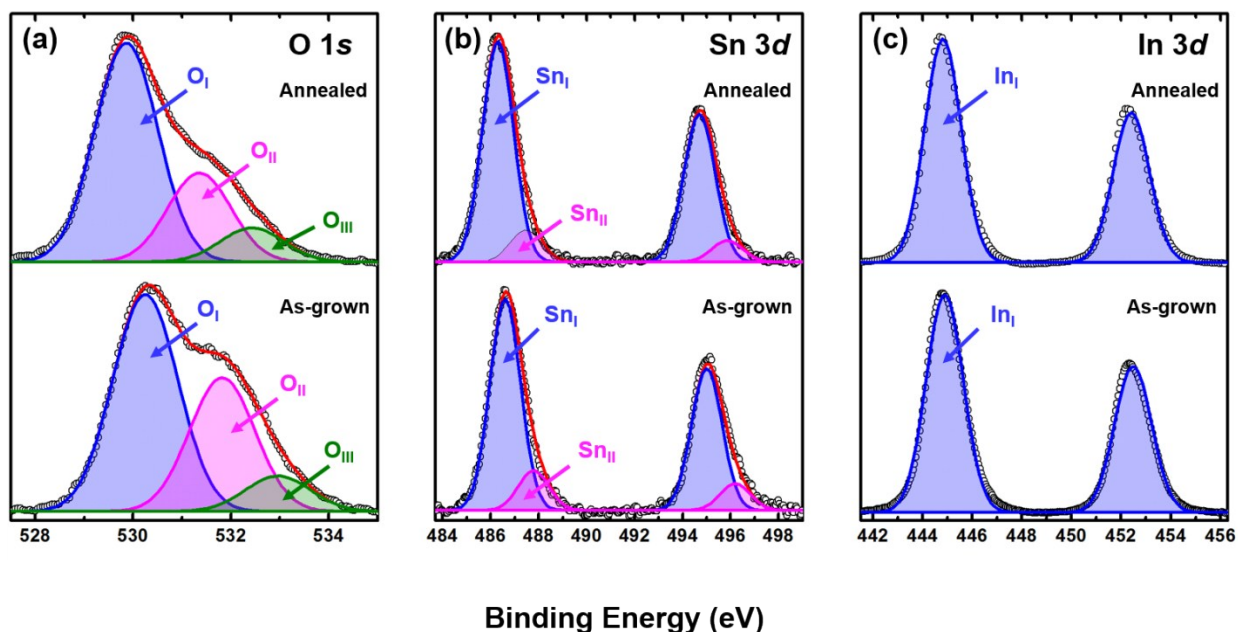 (a) O 1s
Annealed
O_I
O_II
O_III
As-grown
O_I
O_II
O_III
528 530 532 534
(b) Sn 3d
Annealed
Sn_I
Sn_II
As-grown
Sn_I
Sn_II
484 486 488 490 492 494 496 498
(c) In 3d
Annealed
In_I
As-grown
In_I
442 444 446 448 450 452 454 456
Binding Energy (eV)